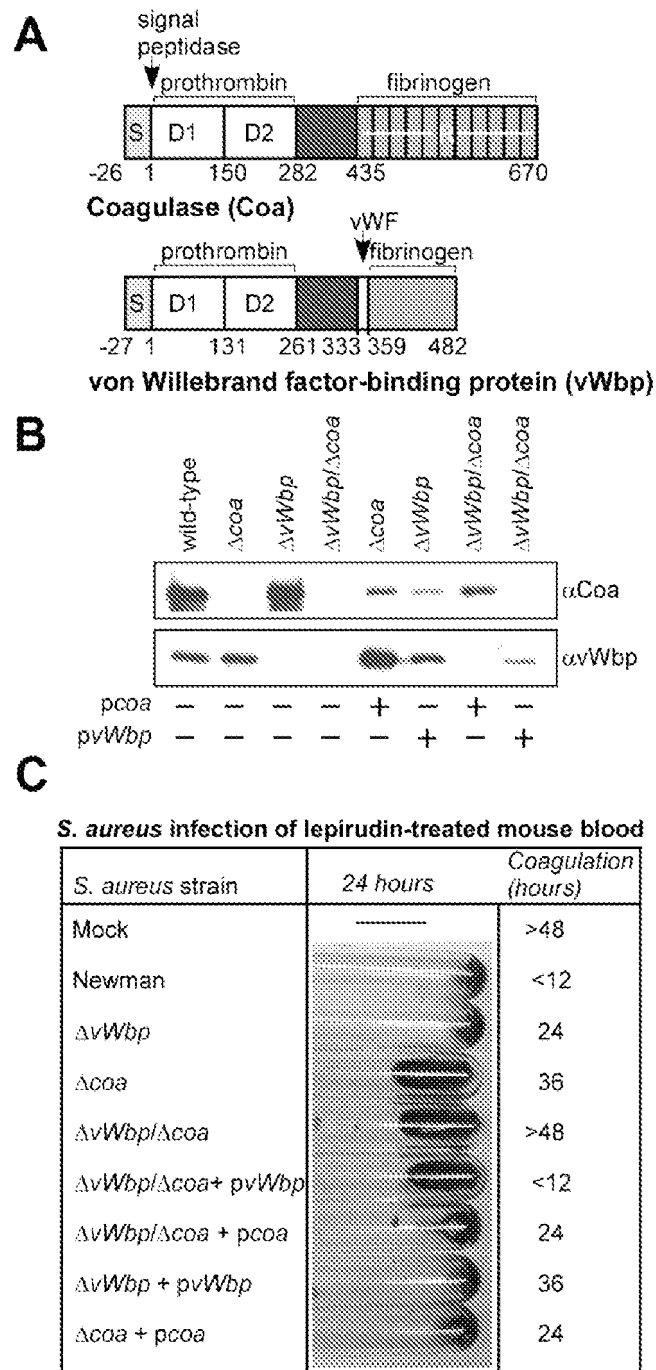 A
signal
peptidase
prothrombin
fibrinogen
S D1 D2
-26 1 150 282 435 670
Coagulase (Coa)
vWF
prothrombin
fibrinogen
S D1 D2
-27 1 131 261 333 359 482
von Willebrand factor-binding protein (vWbp)
B
wild-type
Δcoa
ΔvWbp
ΔvWbp/Δcoa
Δcoa
ΔvWbp
ΔvWbp/Δcoa
ΔvWbp/Δcoa
αCoa
αvWbp
pcoa − − − − + − + −
pvWbp − − − − − + − +
C
S. aureus infection of lepirudin-treated mouse blood
S. aureus strain 24 hours Coagulation
(hours)
Mock >48
Newman <12
ΔvWbp 24
Δcoa 36
ΔvWbp/Δcoa >48
ΔvWbp/Δcoa+ pvWbp <12
ΔvWbp/Δcoa + pcoa 24
ΔvWbp + pvWbp 36
Δcoa + pcoa 24